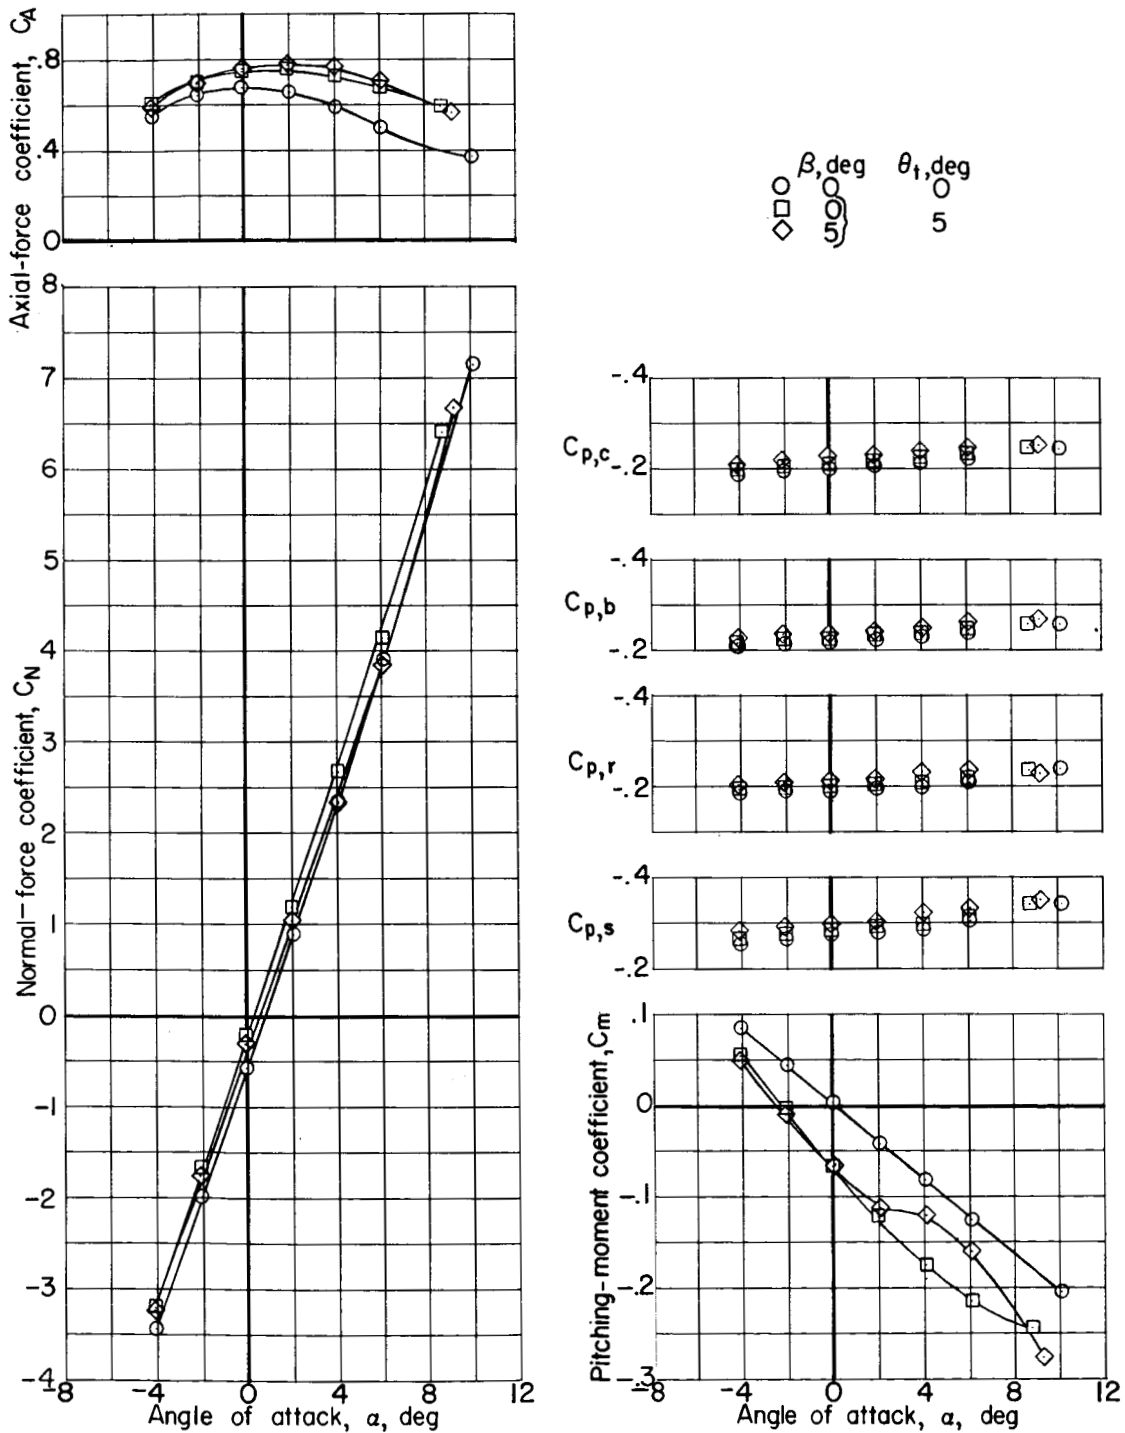 Axial-force coefficient, C_A
.8
.4
0
β, deg θ_t, deg
○ 0 0
□ 0
◇ 5 } 5
Normal-force coefficient, C_N
8
7
6
5
4
3
2
1
0
-1
-2
-3
-4
-8 -4 0 4 8 12
Angle of attack, α, deg
C_p,c
-.4
-.2
C_p,b
-.4
-.2
C_p,r
-.4
-.2
C_p,s
-.4
-.2
Pitching-moment coefficient, C_m
.1
0
-.1
-.2
-.3
-8 -4 0 4 8 12
Angle of attack, α, deg